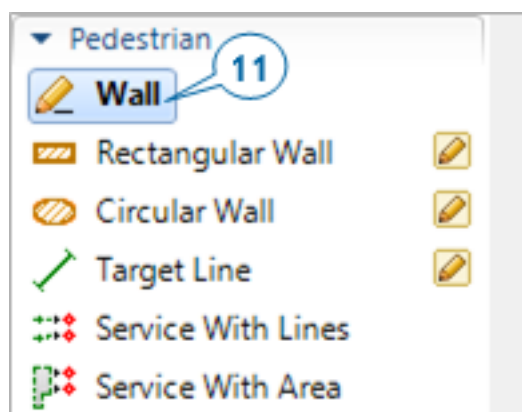 Pedestrian
11
Wall
Rectangular Wall
Circular Wall
Target Line
Service With Lines
Service With Area